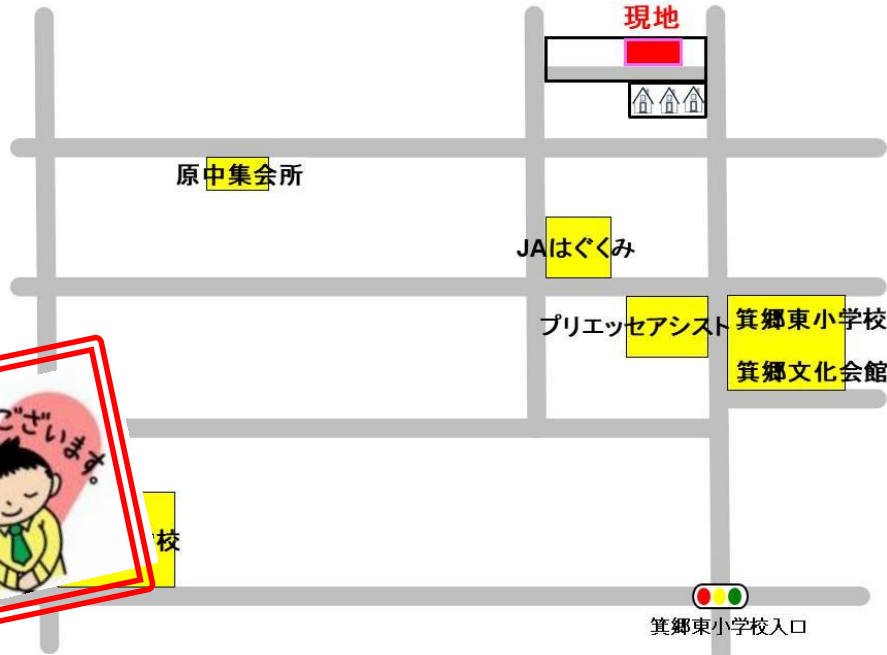 現地
原中集会所
JAはぐくみ
プリエッセアシスト
箕郷東小学校
箕郷文化会館
ございます。
校
箕郷東小学校入口